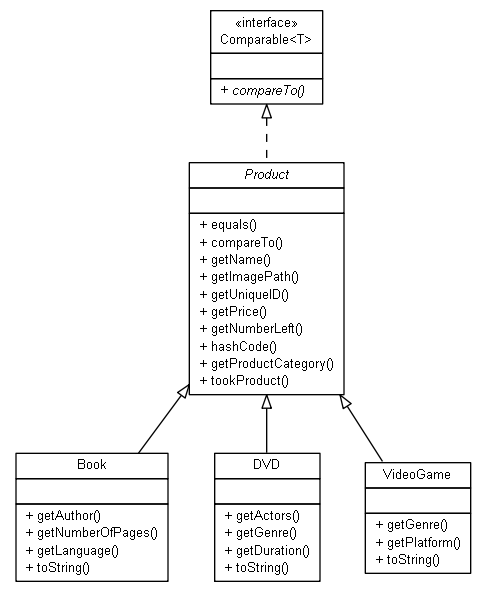 «interface»
Comparable<T>
+ compareTo()
Product
+ equals()
+ compareTo()
+ getName()
+ getImagePath()
+ getUniqueID()
+ getPrice()
+ getNumberLeft()
+ hashCode()
+ getProductCategory()
+ tookProduct()
Book
+ getAuthor()
+ getNumberOfPages()
+ getLanguage()
+ toString()
DVD
+ getActors()
+ getGenre()
+ getDuration()
+ toString()
VideoGame
+ getGenre()
+ getPlatform()
+ toString()